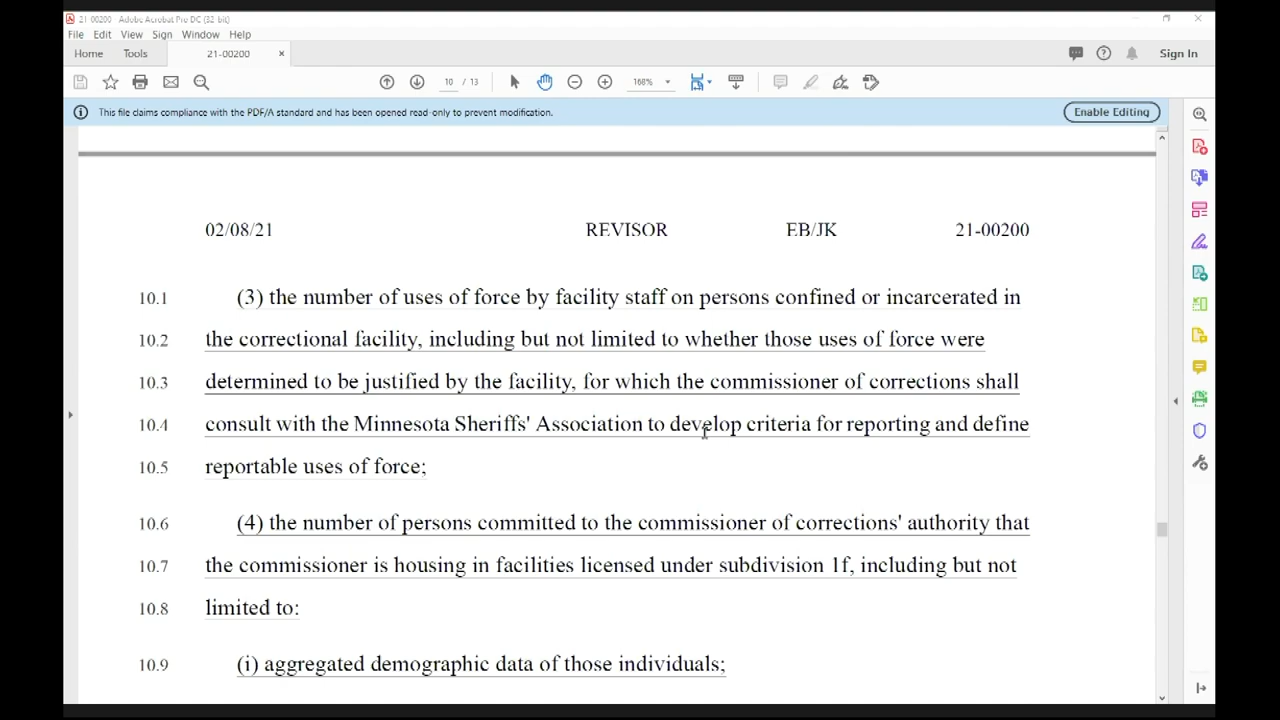 21-00200 - Adobe Acrobat Pro DC (32-bit)
File Edit View Sign Window Help
Home Tools 21-00200 × Sign In
10 / 13 168%
This file claims compliance with the PDF/A standard and has been opened read-only to prevent modification. Enable Editing
02/08/21 REVISOR EB/JK 21-00200
10.1 (3) the number of uses of force by facility staff on persons confined or incarcerated in
10.2 the correctional facility, including but not limited to whether those uses of force were
10.3 determined to be justified by the facility, for which the commissioner of corrections shall
10.4 consult with the Minnesota Sheriffs' Association to develop criteria for reporting and define
10.5 reportable uses of force;
10.6 (4) the number of persons committed to the commissioner of corrections' authority that
10.7 the commissioner is housing in facilities licensed under subdivision 1f, including but not
10.8 limited to:
10.9 (i) aggregated demographic data of those individuals;